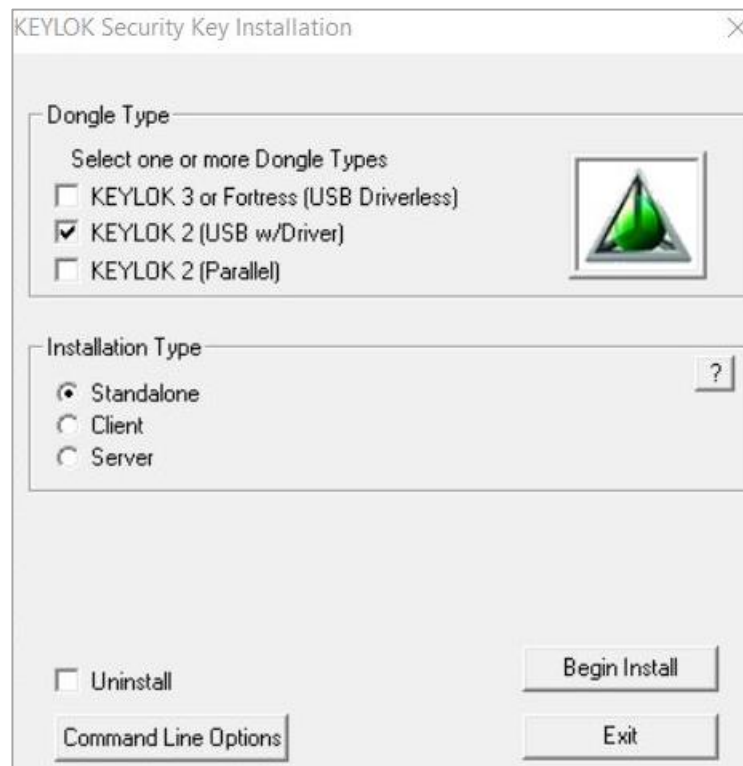 KEYLOK Security Key Installation
Dongle Type
Select one or more Dongle Types
KEYLOK 3 or Fortress (USB Driverless)
KEYLOK 2 (USB w/Driver)
KEYLOK 2 (Parallel)
Installation Type
?
Standalone
Client
Server
Uninstall
Begin Install
Command Line Options
Exit